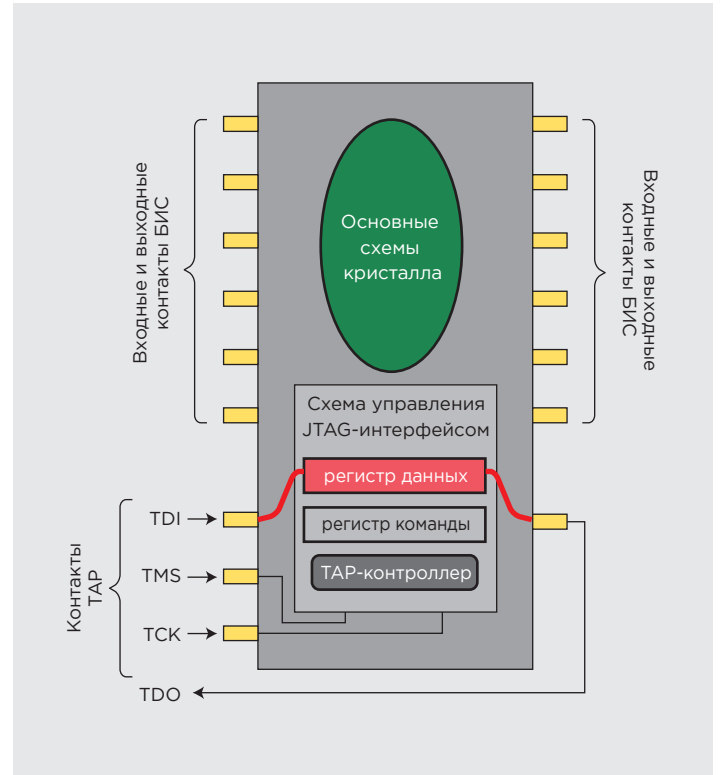 Входные и выходные
контакты БИС
Основные
схемы
кристалла
Входные и выходные
контакты БИС
Схема управления
JTAG-интерфейсом
регистр данных
регистр команды
TAP-контроллер
Контакты
TAP
TDI
TMS
TCK
TDO